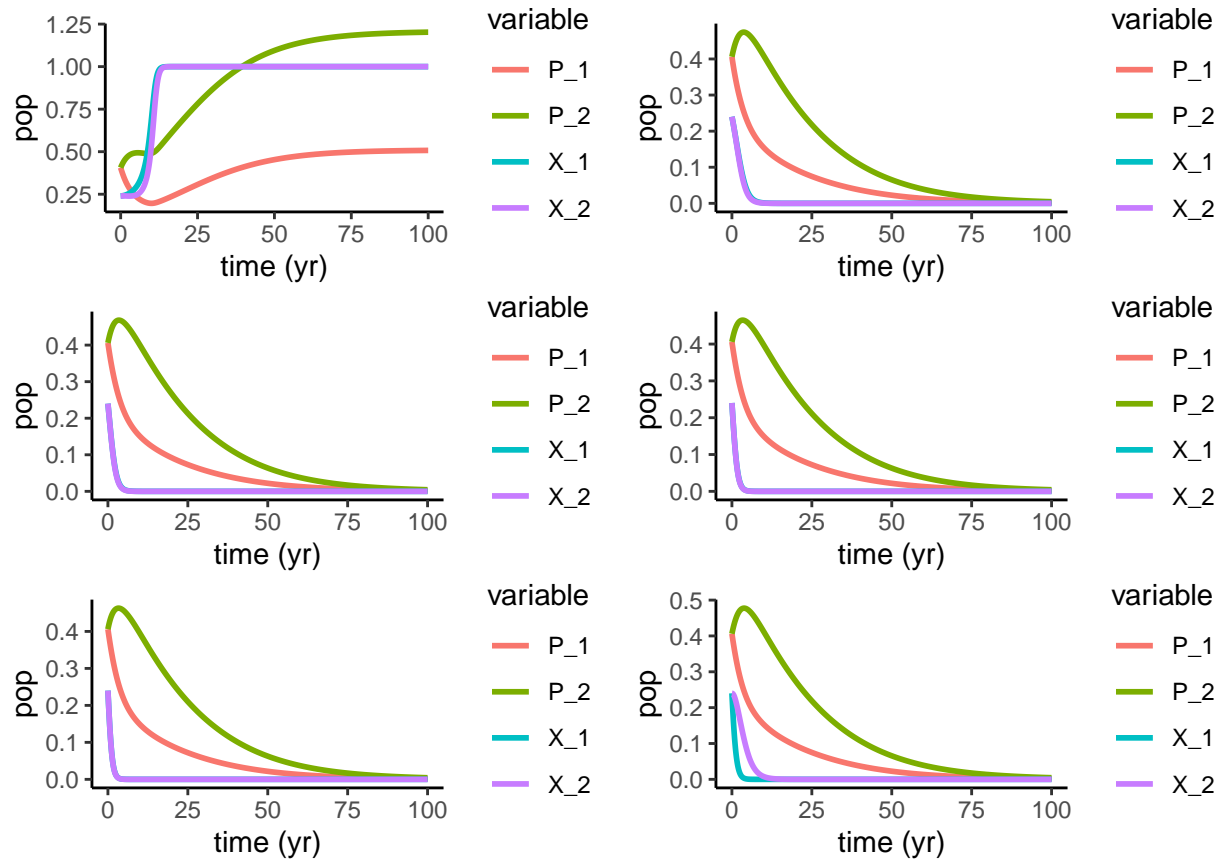 variable
P_1
P_2
X_1
X_2
pop
1.25
1.00
0.50
0.25
0 25 50 75 100
time (yr)
variable
P_1
P_2
X_1
X_2
pop
0.4
0.3
0.2
0.1
0.0
0 25 50 75 100
time (yr)
variable
P_1
P_2
X_1
X_2
pop
0.4
0.3
0.2
0.1
0.0
0 25 50 75 100
time (yr)
variable
P_1
P_2
X_1
X_2
pop
0.4
0.3
0.2
0.1
0.0
0 25 50 75 100
time (yr)
variable
P_1
P_2
X_1
X_2
pop
0.4
0.3
0.2
0.1
0.0
0 25 50 75 100
time (yr)
variable
P_1
P_2
X_1
X_2
pop
0.5
0.4
0.3
0.2
0.1
0.0
0 25 50 75 100
time (yr)